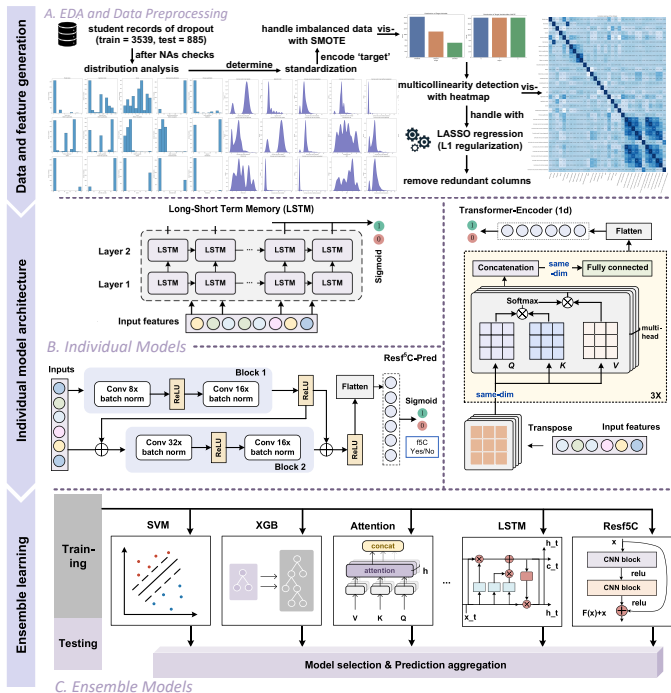 A. EDA and Data Preprocessing
Data and feature generation
student records of dropout
(train = 3539, test = 885)
after NAs checks
distribution analysis
determine
standardization
encode 'target'
handle imbalanced data
with SMOTE
vis-
multicollinearity detection
with heatmap
vis-
handle with
LASSO regression
(L1 regularization)
remove redundant columns
Individual model architecture
Long-Short Term Memory (LSTM)
Layer 2
LSTM
LSTM
...
LSTM
LSTM
Layer 1
LSTM
LSTM
...
LSTM
LSTM
Input features
1
0
Sigmoid
B. Individual Models
Resf5C-Pred
Inputs
Block 1
Conv 8x
batch norm
ReLU
Conv 16x
batch norm
ReLU
Conv 32x
batch norm
ReLU
Conv 16x
batch norm
Block 2
ReLU
Flatten
Sigmoid
1
0
f5C
Yes/No
Transformer-Encoder (1d)
1
0
Flatten
Concatenation
same
-dim
Fully connected
Softmax
multi-
head
Q
K
V
same-dim
3X
Transpose
Input features
Ensemble learning
Train-
ing
Testing
SVM
XGB
Attention
concat
attention
h
V
K
Q
...
LSTM
h_t
c_t
x_t
h_t
Resf5C
x
CNN block
relu
CNN block
relu
F(x)+x
Model selection & Prediction aggregation
C. Ensemble Models